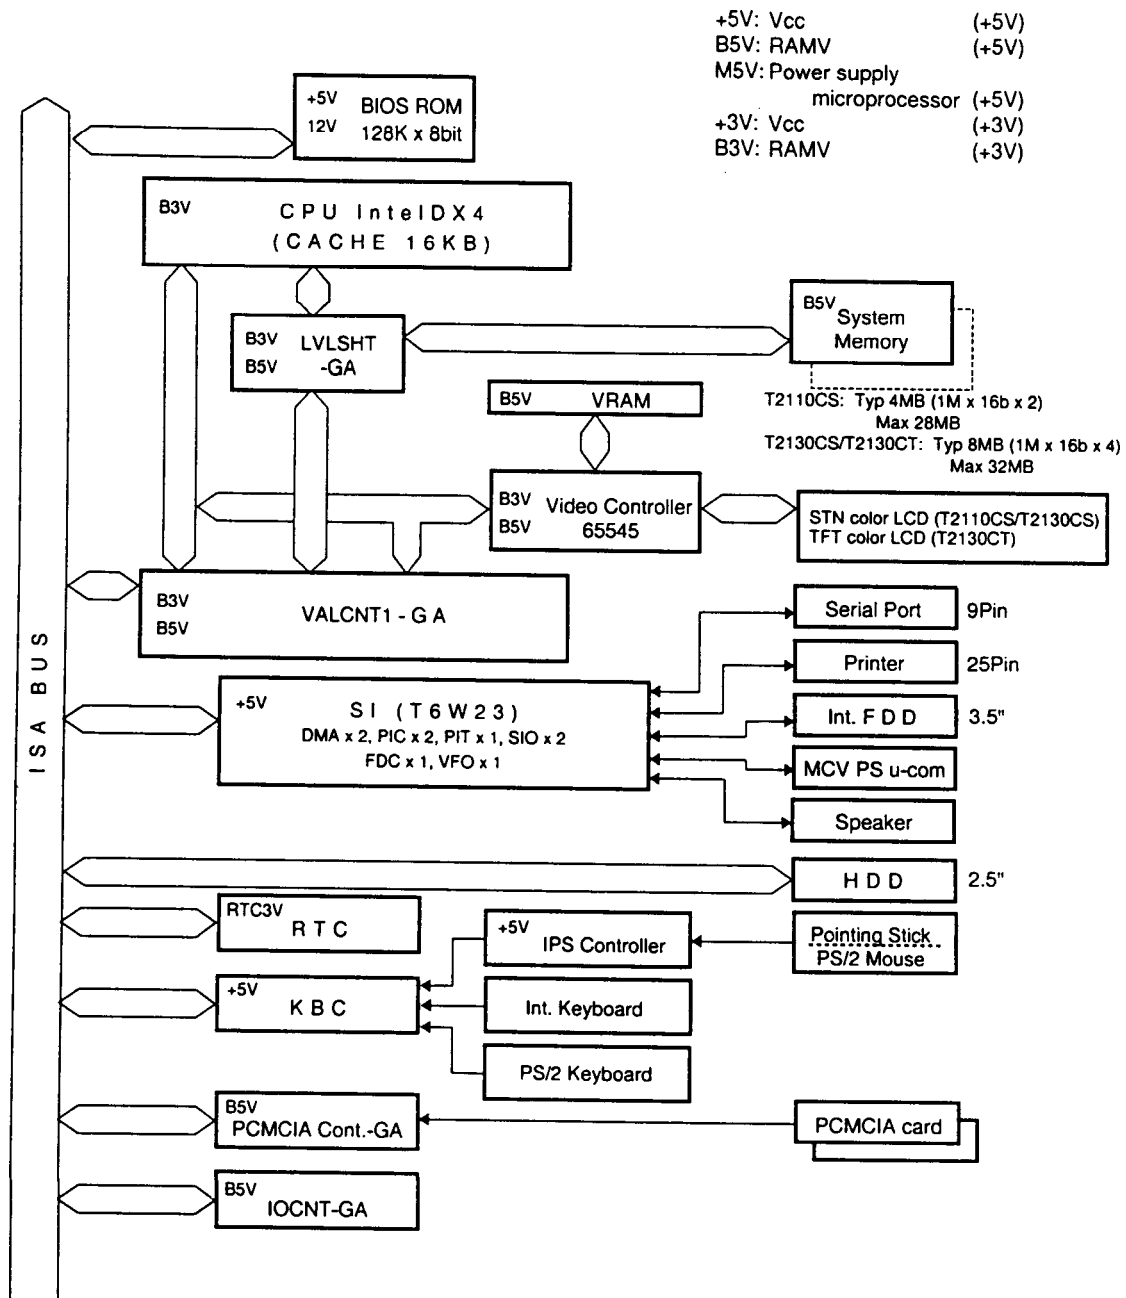 +5V: Vcc (+5V)
B5V: RAMV (+5V)
M5V: Power supply
microprocessor (+5V)
+3V: Vcc (+3V)
B3V: RAMV (+3V)
+5V BIOS ROM
12V 128K x 8bit
B3V CPU IntelDX4
(CACHE 16KB)
B3V LVLSHT
B5V -GA
B5V System
Memory
T2110CS: Typ 4MB (1M x 16b x 2)
Max 28MB
T2130CS/T2130CT: Typ 8MB (1M x 16b x 4)
Max 32MB
B5V VRAM
B3V Video Controller
B5V 65545
STN color LCD (T2110CS/T2130CS)
TFT color LCD (T2130CT)
B3V VALCNT1 - GA
B5V
ISA BUS
Serial Port 9Pin
Printer 25Pin
+5V SI (T6W23)
DMA x 2, PIC x 2, PIT x 1, SIO x 2
FDC x 1, VFO x 1
Int. FDD 3.5"
MCV PS u-com
Speaker
HDD 2.5"
RTC3V
RTC
+5V IPS Controller
Pointing Stick
PS/2 Mouse
+5V
KBC
Int. Keyboard
PS/2 Keyboard
B5V
PCMCIA Cont.-GA
PCMCIA card
B5V
IOCNT-GA